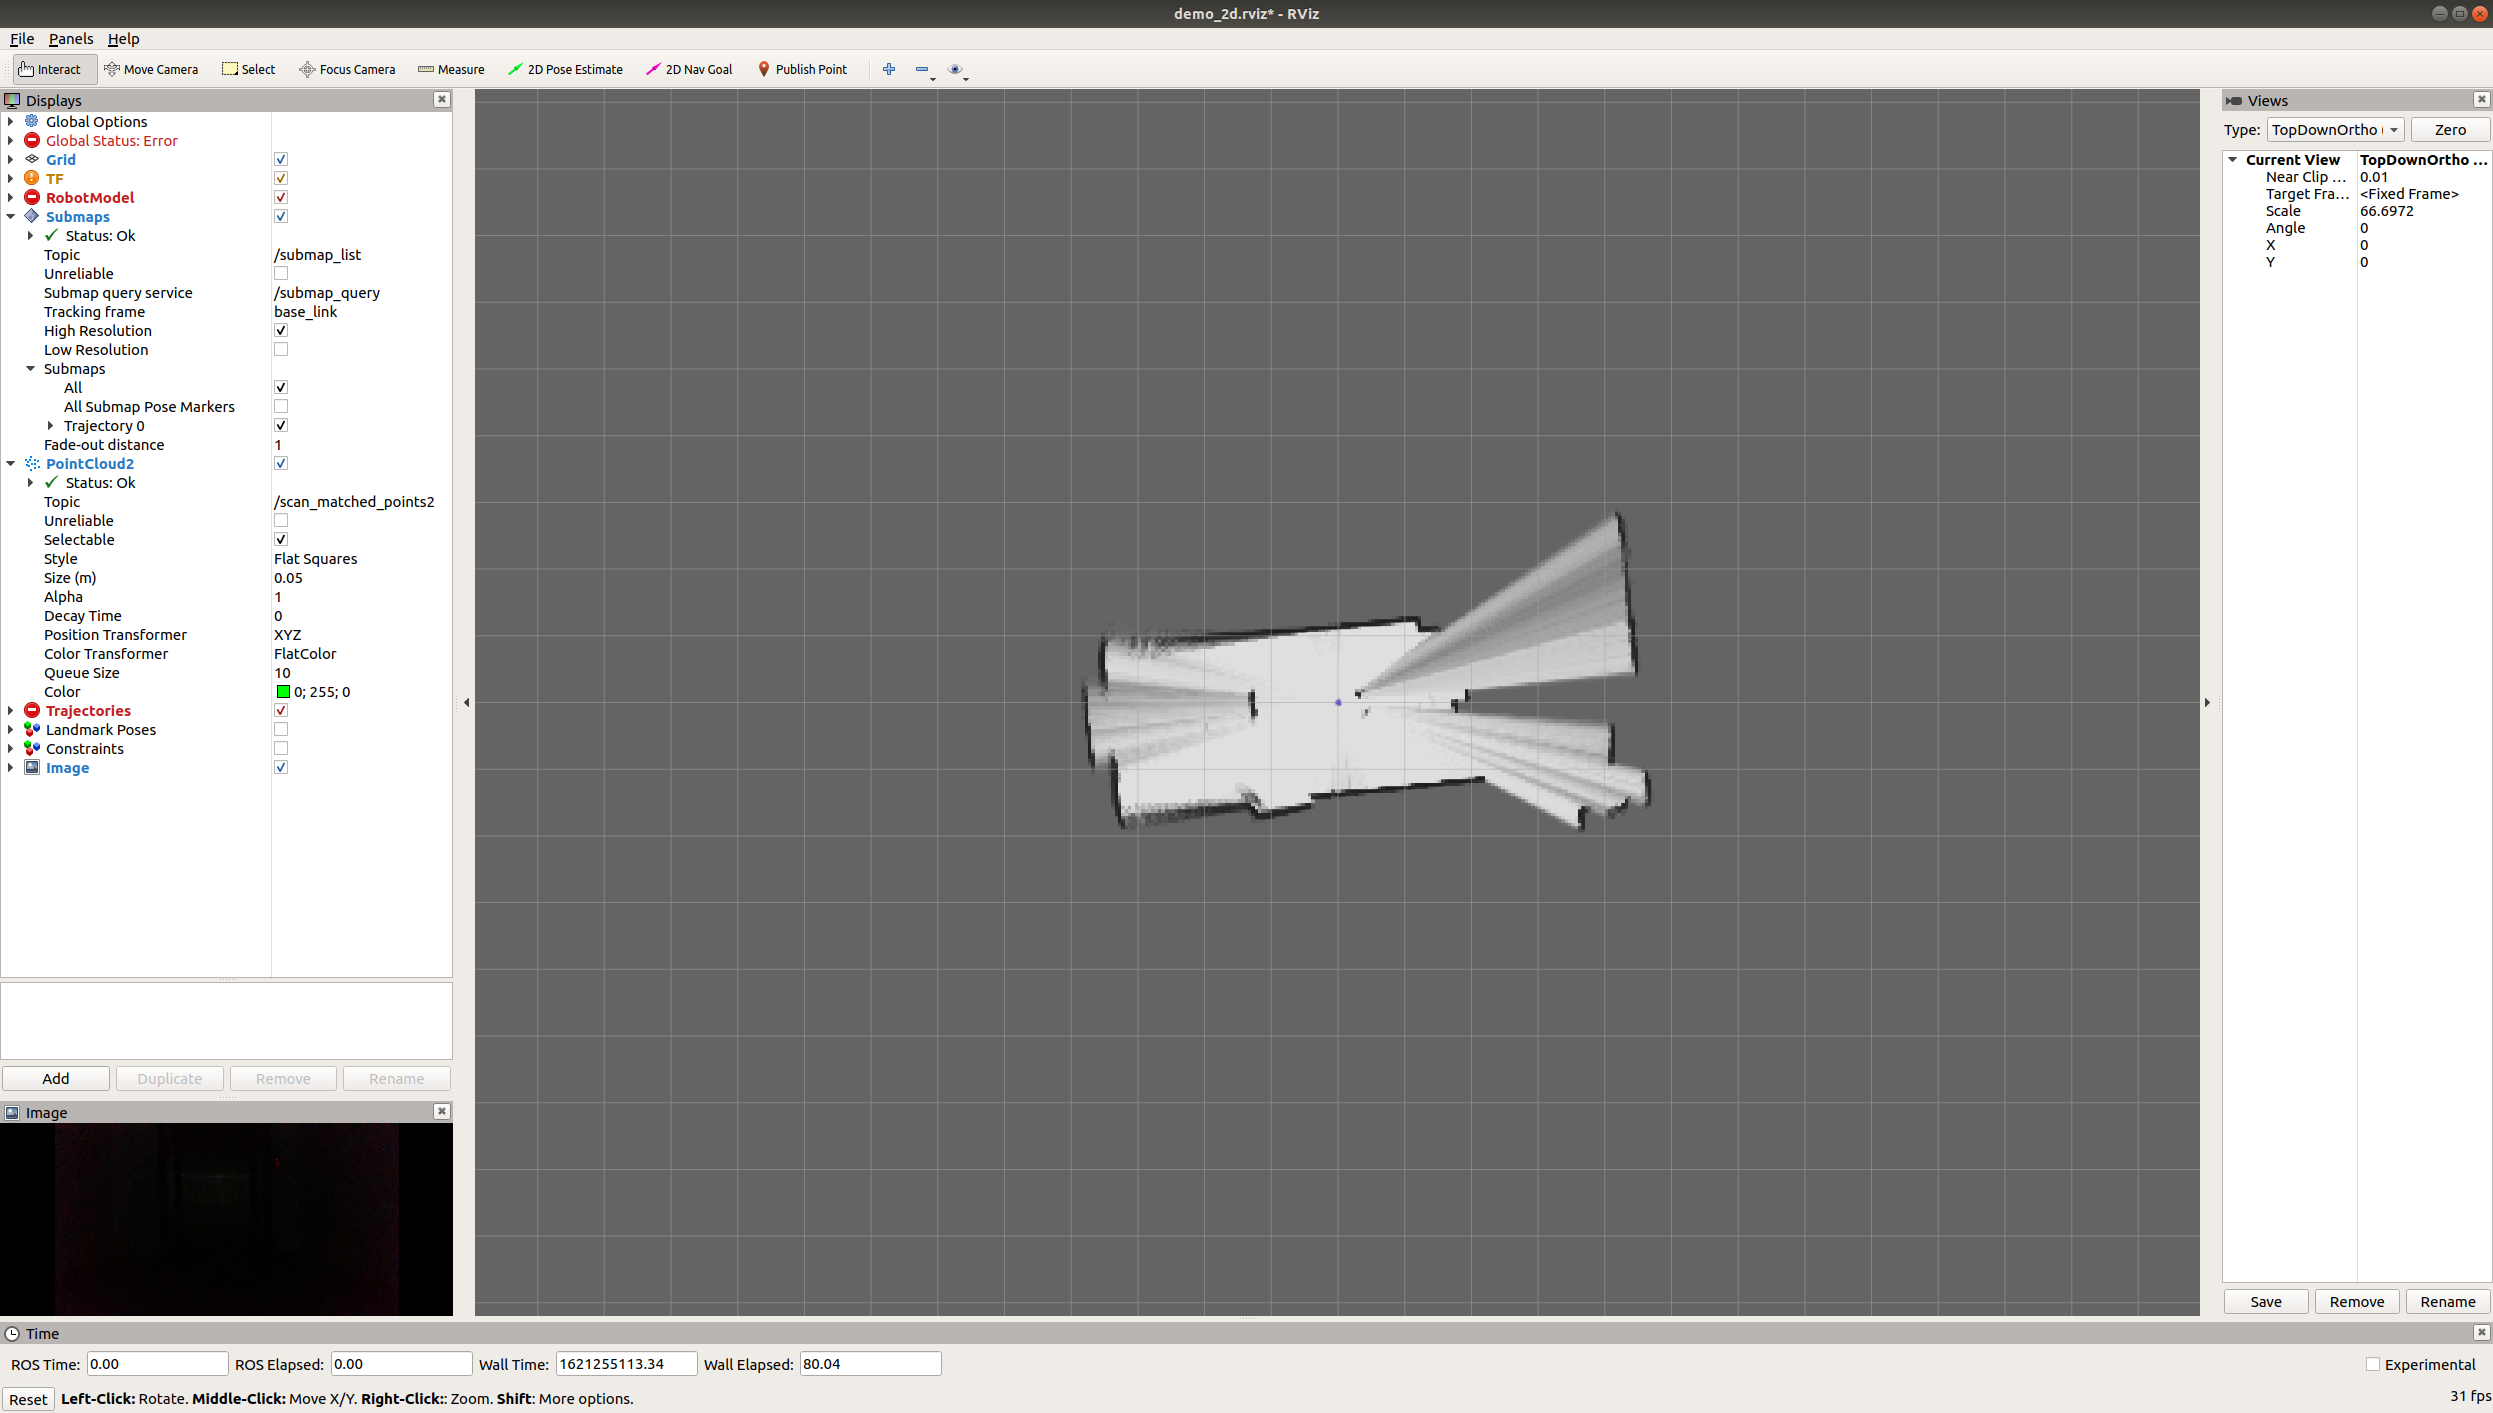 demo_2d.rviz* - RViz
File Panels Help
Interact Move Camera Select Focus Camera Measure 2D Pose Estimate 2D Nav Goal Publish Point
Displays
Global Options
Global Status: Error
Grid
TF
RobotModel
Submaps
Status: Ok
Topic /submap_list
Unreliable
Submap query service /submap_query
Tracking frame base_link
High Resolution
Low Resolution
Submaps
All
All Submap Pose Markers
Trajectory 0
Fade-out distance 1
PointCloud2
Status: Ok
Topic /scan_matched_points2
Unreliable
Selectable
Style Flat Squares
Size (m) 0.05
Alpha 1
Decay Time 0
Position Transformer XYZ
Color Transformer FlatColor
Queue Size 10
Color 0; 255; 0
Trajectories
Landmark Poses
Constraints
Image
Add Duplicate Remove Rename
Image
Views
Type: TopDownOrtho ( Zero
Current View TopDownOrtho ...
Near Clip ... 0.01
Target Fra... <Fixed Frame>
Scale 66.6972
Angle 0
X 0
Y 0
Save Remove Rename
Time
ROS Time: 0.00 ROS Elapsed: 0.00 Wall Time: 1621255113.34 Wall Elapsed: 80.04 Experimental
Reset Left-Click: Rotate. Middle-Click: Move X/Y. Right-Click:: Zoom. Shift: More options. 31 fps